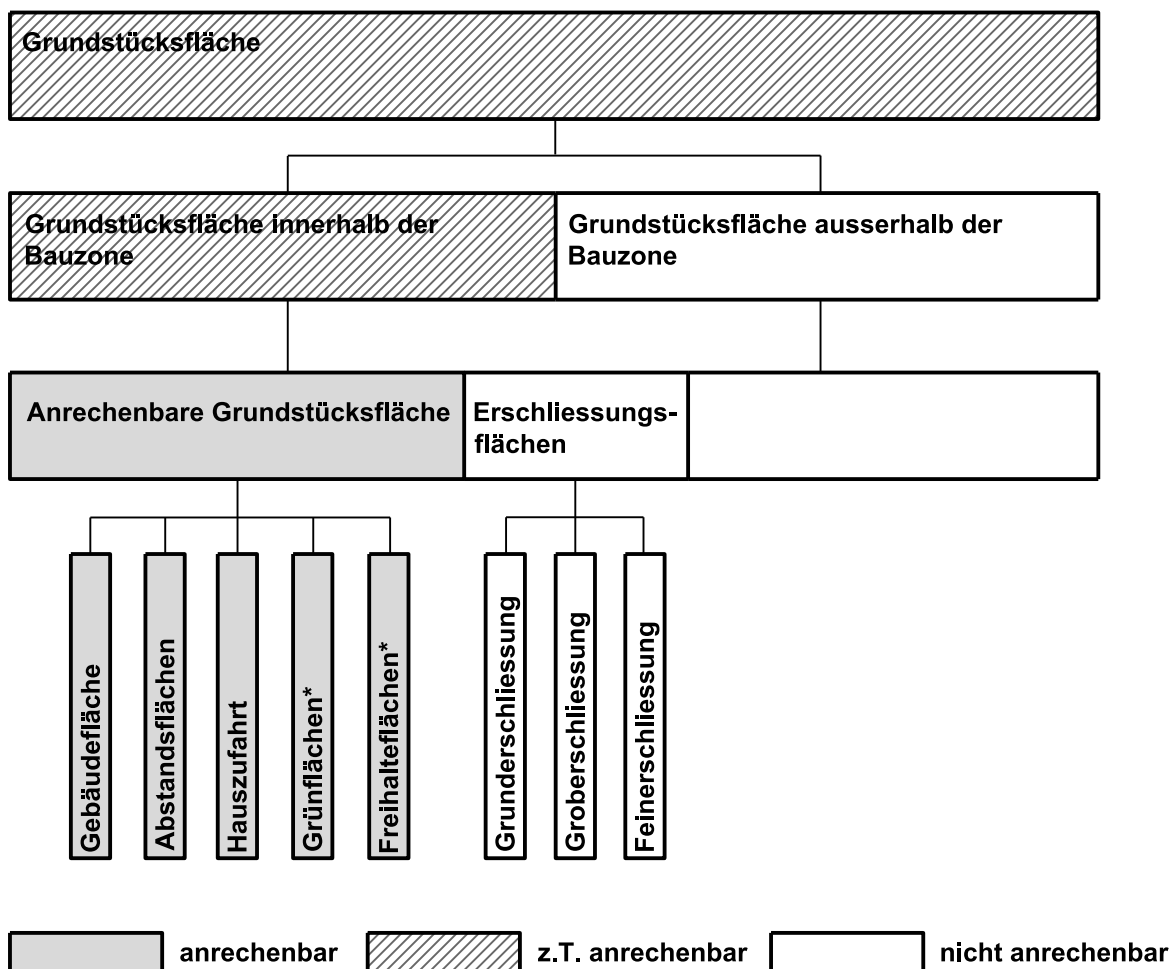 Grundstücksfläche
Grundstücksfläche innerhalb der
Bauzone
Grundstücksfläche ausserhalb der
Bauzone
Anrechenbare Grundstücksfläche
Erschliessungs-
flächen
Gebäudefläche
Abstandsflächen
Hauszufahrt
Grünflächen*
Freihalteflächen*
Grunderschliessung
Groberschliessung
Feinerschliessung
anrechenbar
z.T. anrechenbar
nicht anrechenbar